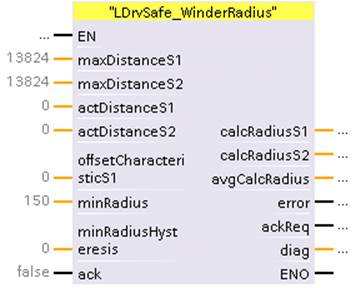 "LDrvSafe_WinderRadius"
... EN
13824 maxDistanceS1
13824 maxDistanceS2
0 actDistanceS1
0 actDistanceS2 calcRadiusS1 ...
offsetCharacteri calcRadiusS2 ...
0 sticS1 avgCalcRadius ...
150 minRadius error ...
minRadiusHyst ackReq ...
0 eresis diag ...
false ack ENO